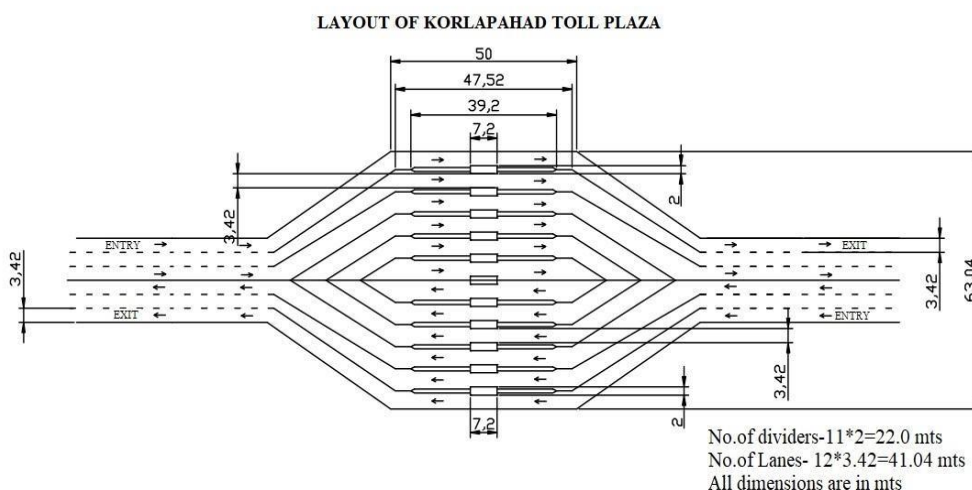 LAYOUT OF KORLAPAHAD TOLL PLAZA
50
47,52
39,2
7,2
2
3,42
ENTRY
EXIT
3,42
3,42
63,04
EXIT
ENTRY
3,42
7,2
2
No.of dividers-11*2=22.0 mts
No.of Lanes- 12*3.42=41.04 mts
All dimensions are in mts